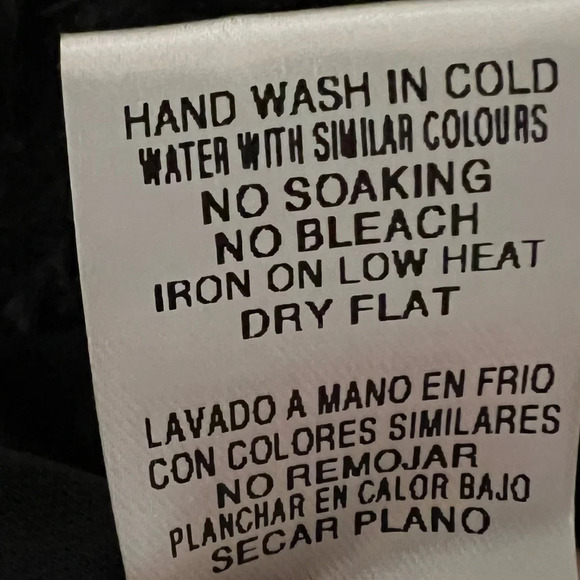 HAND WASH IN COLD
WATER WITH SIMILAR COLOURS
NO SOAKING
NO BLEACH
IRON ON LOW HEAT
DRY FLAT
LAVADO A MANO EN FRIO
CON COLORES SIMILARES
NO REMOJAR
PLANCHAR EN CALOR BAJO
SECAR PLANO